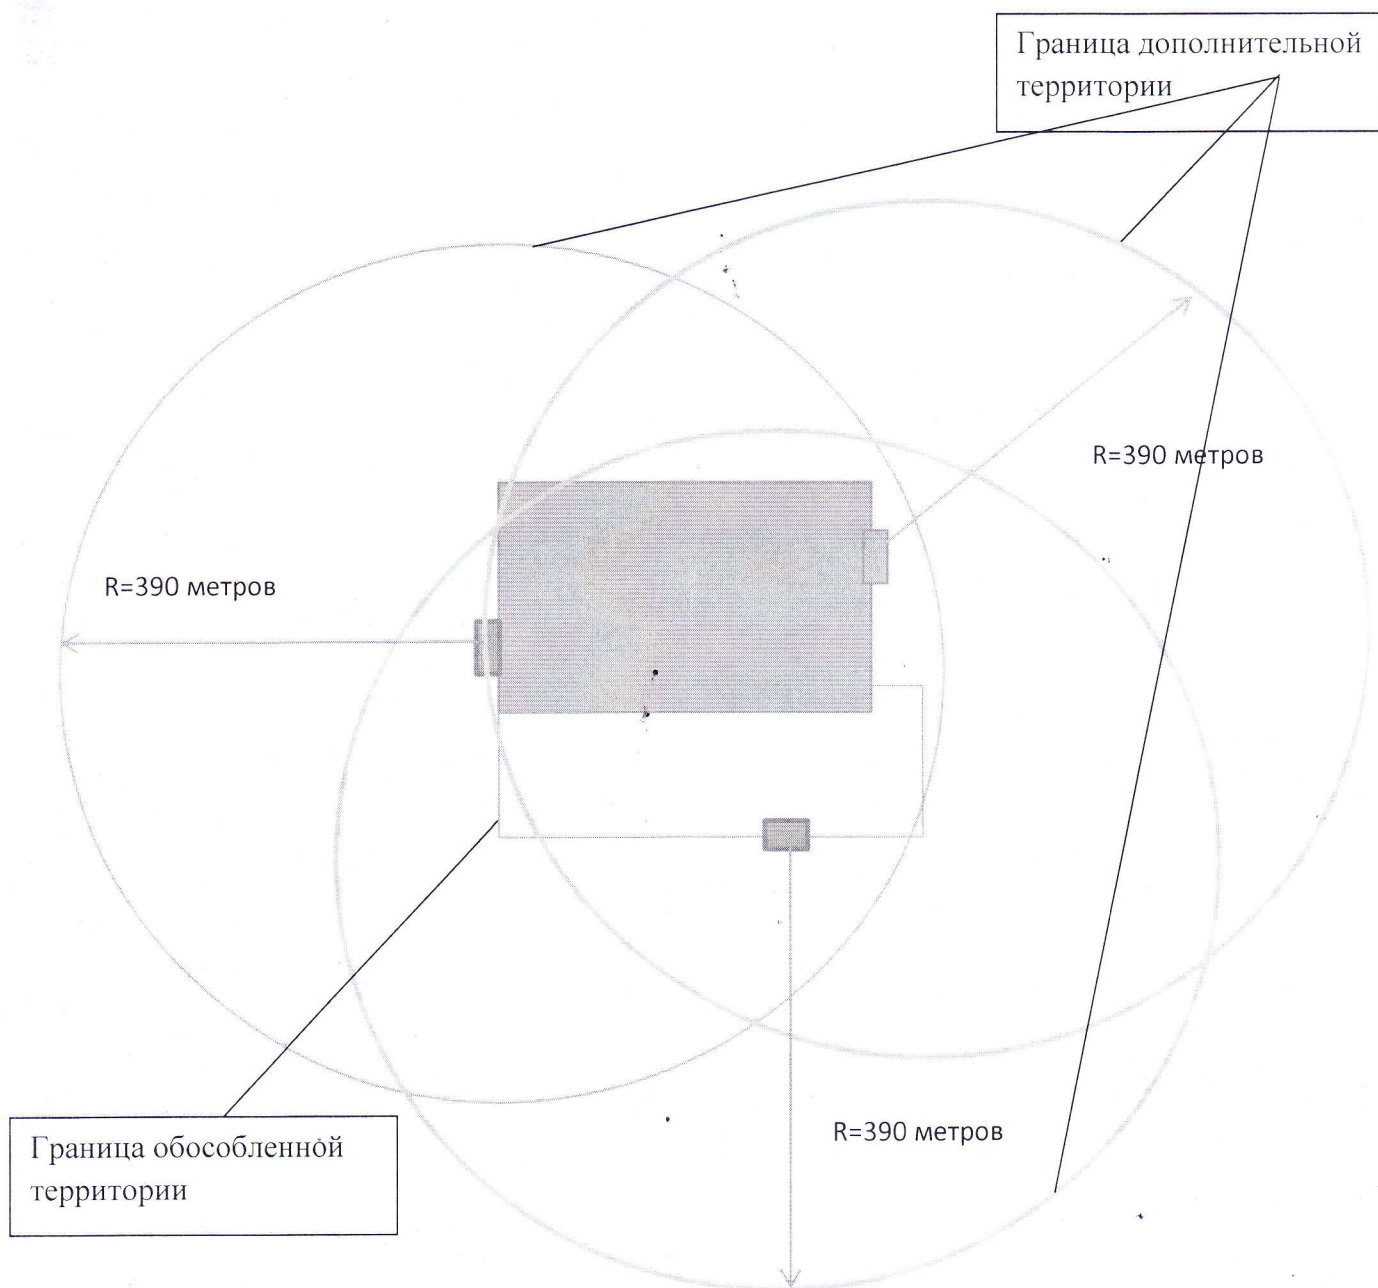 Граница дополнительной
территории
R=390 метров
R=390 метров
R=390 метров
Граница обособленной
территории